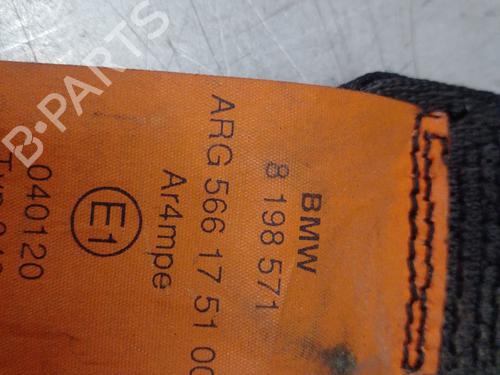 BMW
8 198 571
ARG 566 17 51 00
Ar4mpe
E1
040120
B-PARTS